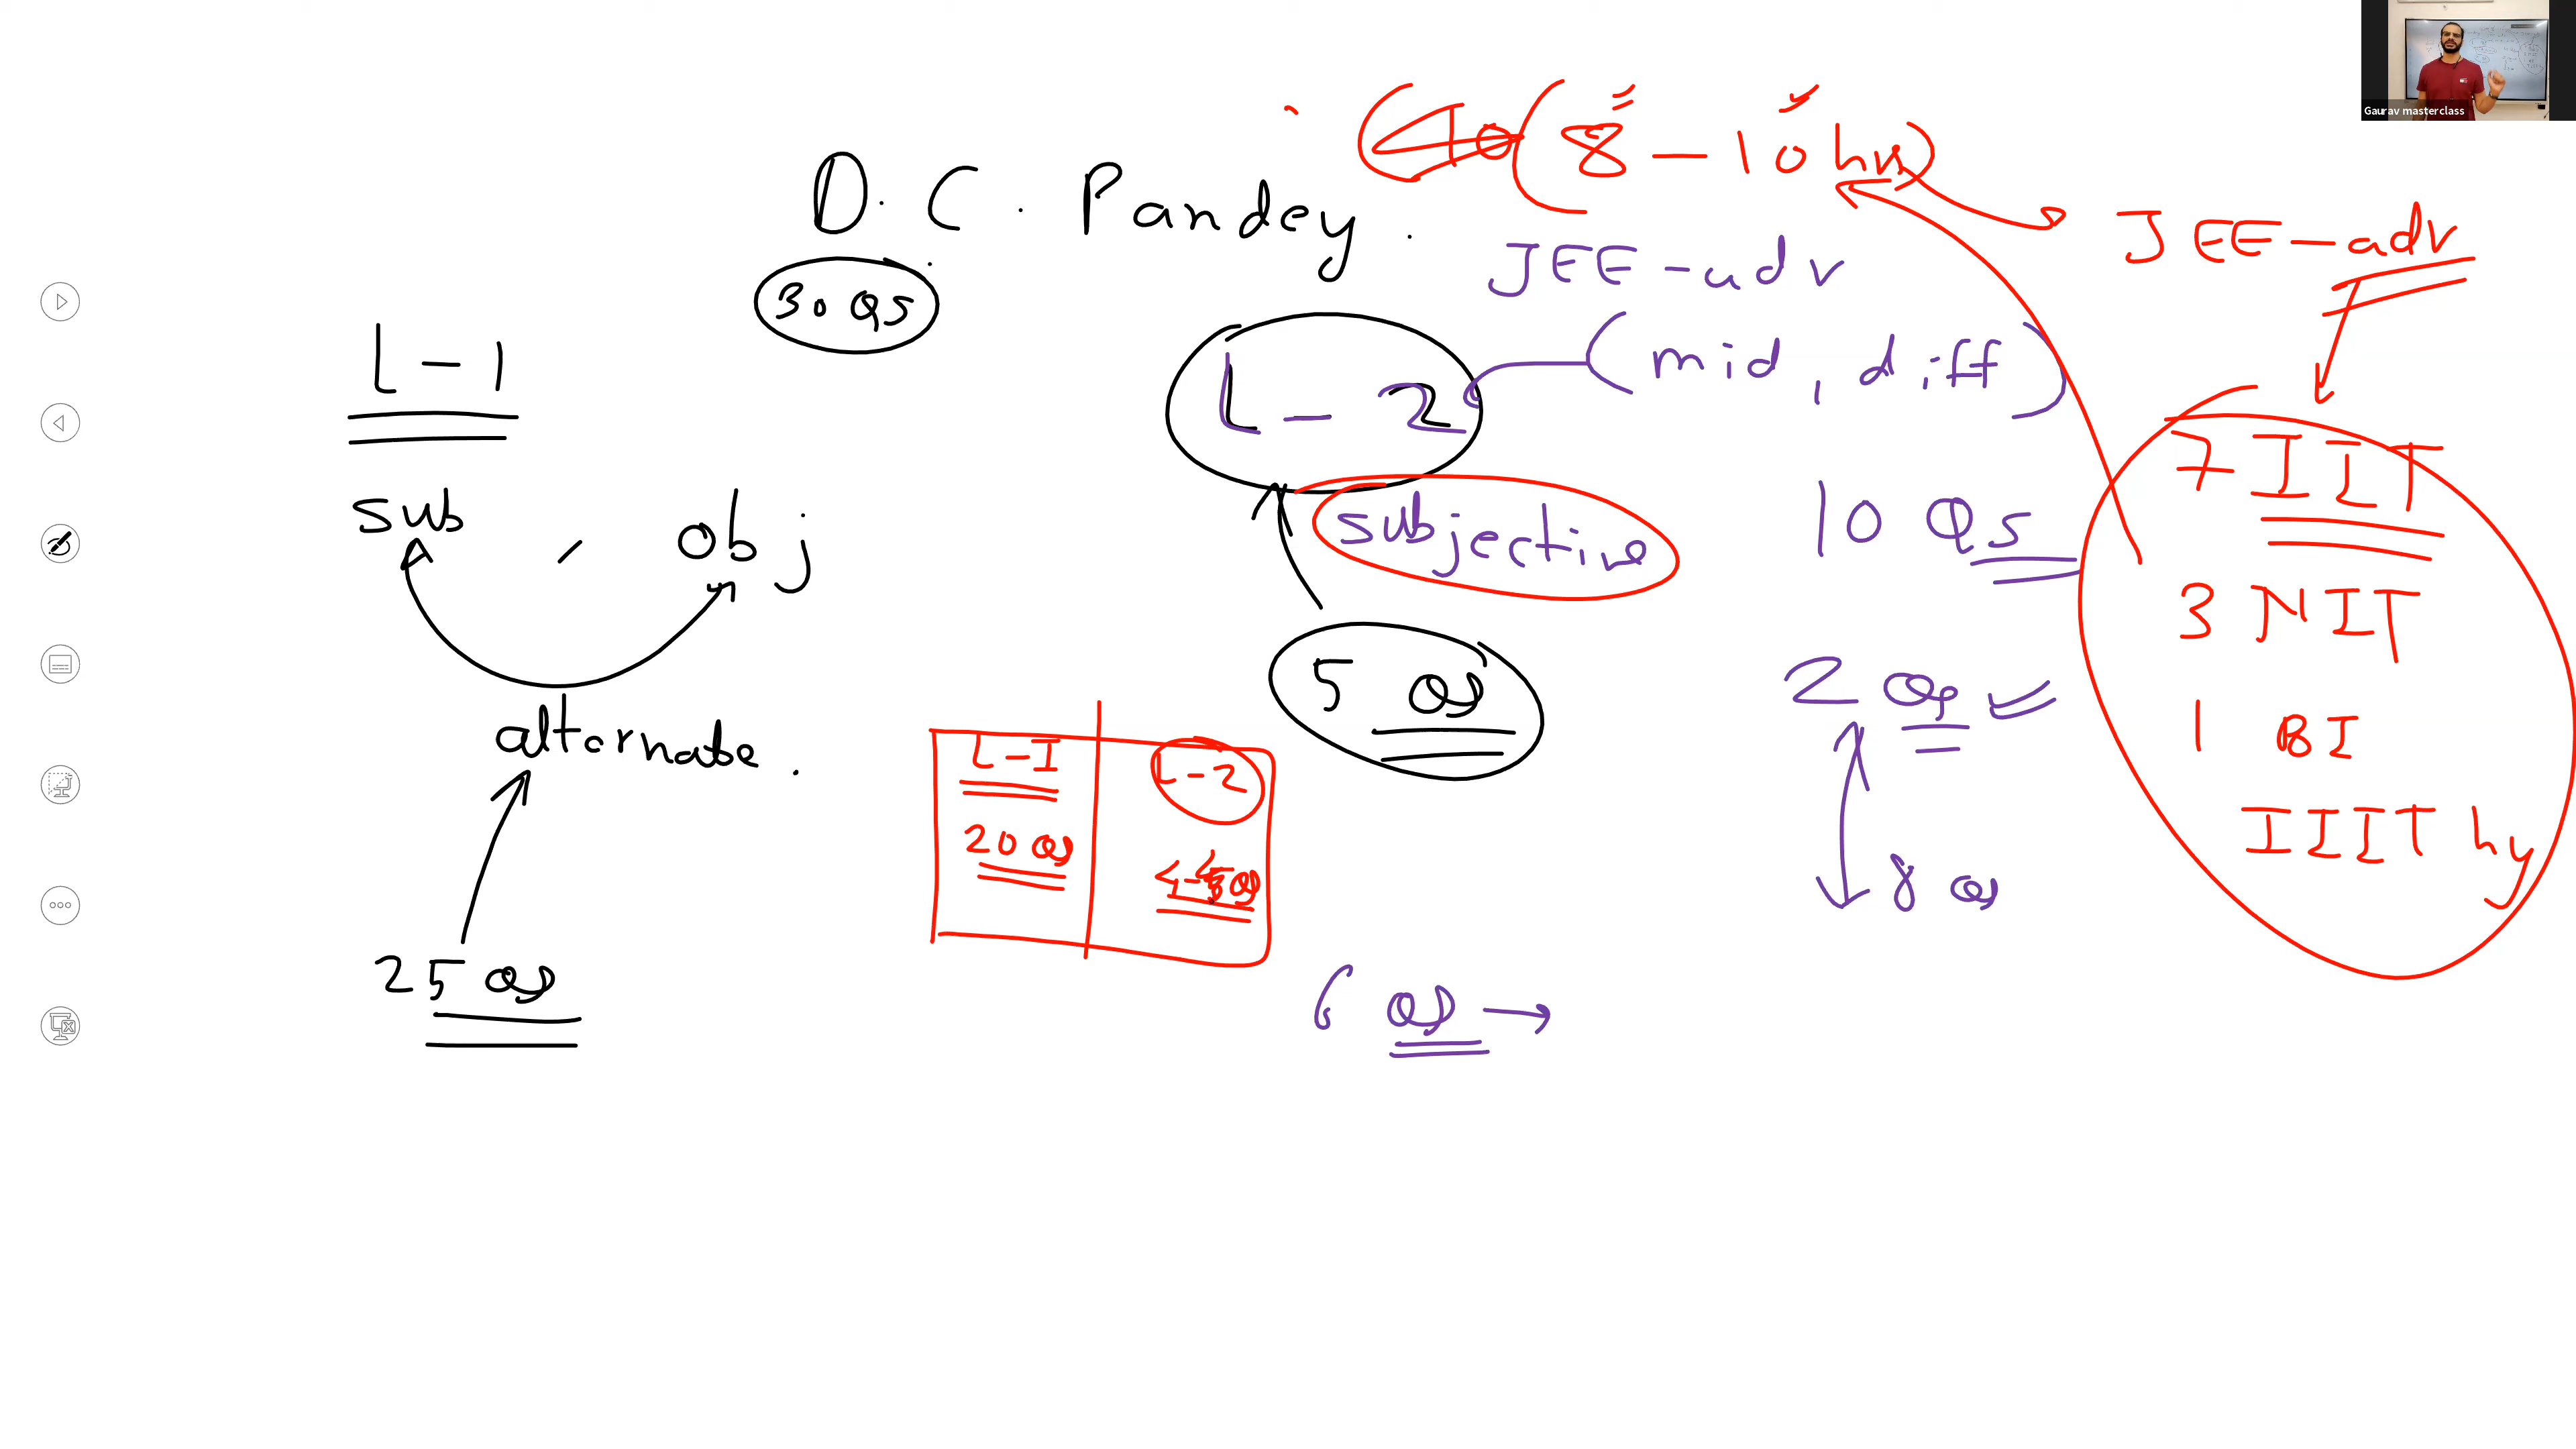 Gaurav masterclass
(8 - 10 hrs)
D. C. Pandey.
JEE - adv
JEE - adv
30 Qs
L - 1
L - 2
(mid, diff)
7 IIT
sub , obj
subjective
10 Qs
3 NIT
5 Qs
2 Qs
alternate.
1 BI
L - I
L - 2
20 Qs
IIIT hy
8 Qs
25 Qs
6 Qs →